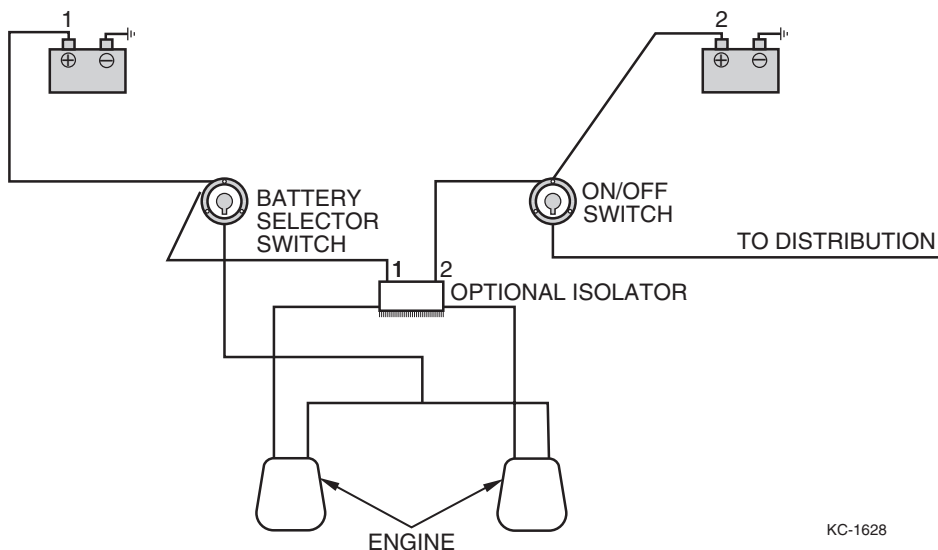 1
2
BATTERY
SELECTOR
SWITCH
ON/OFF
SWITCH
TO DISTRIBUTION
1
2
OPTIONAL ISOLATOR
ENGINE
KC-1628